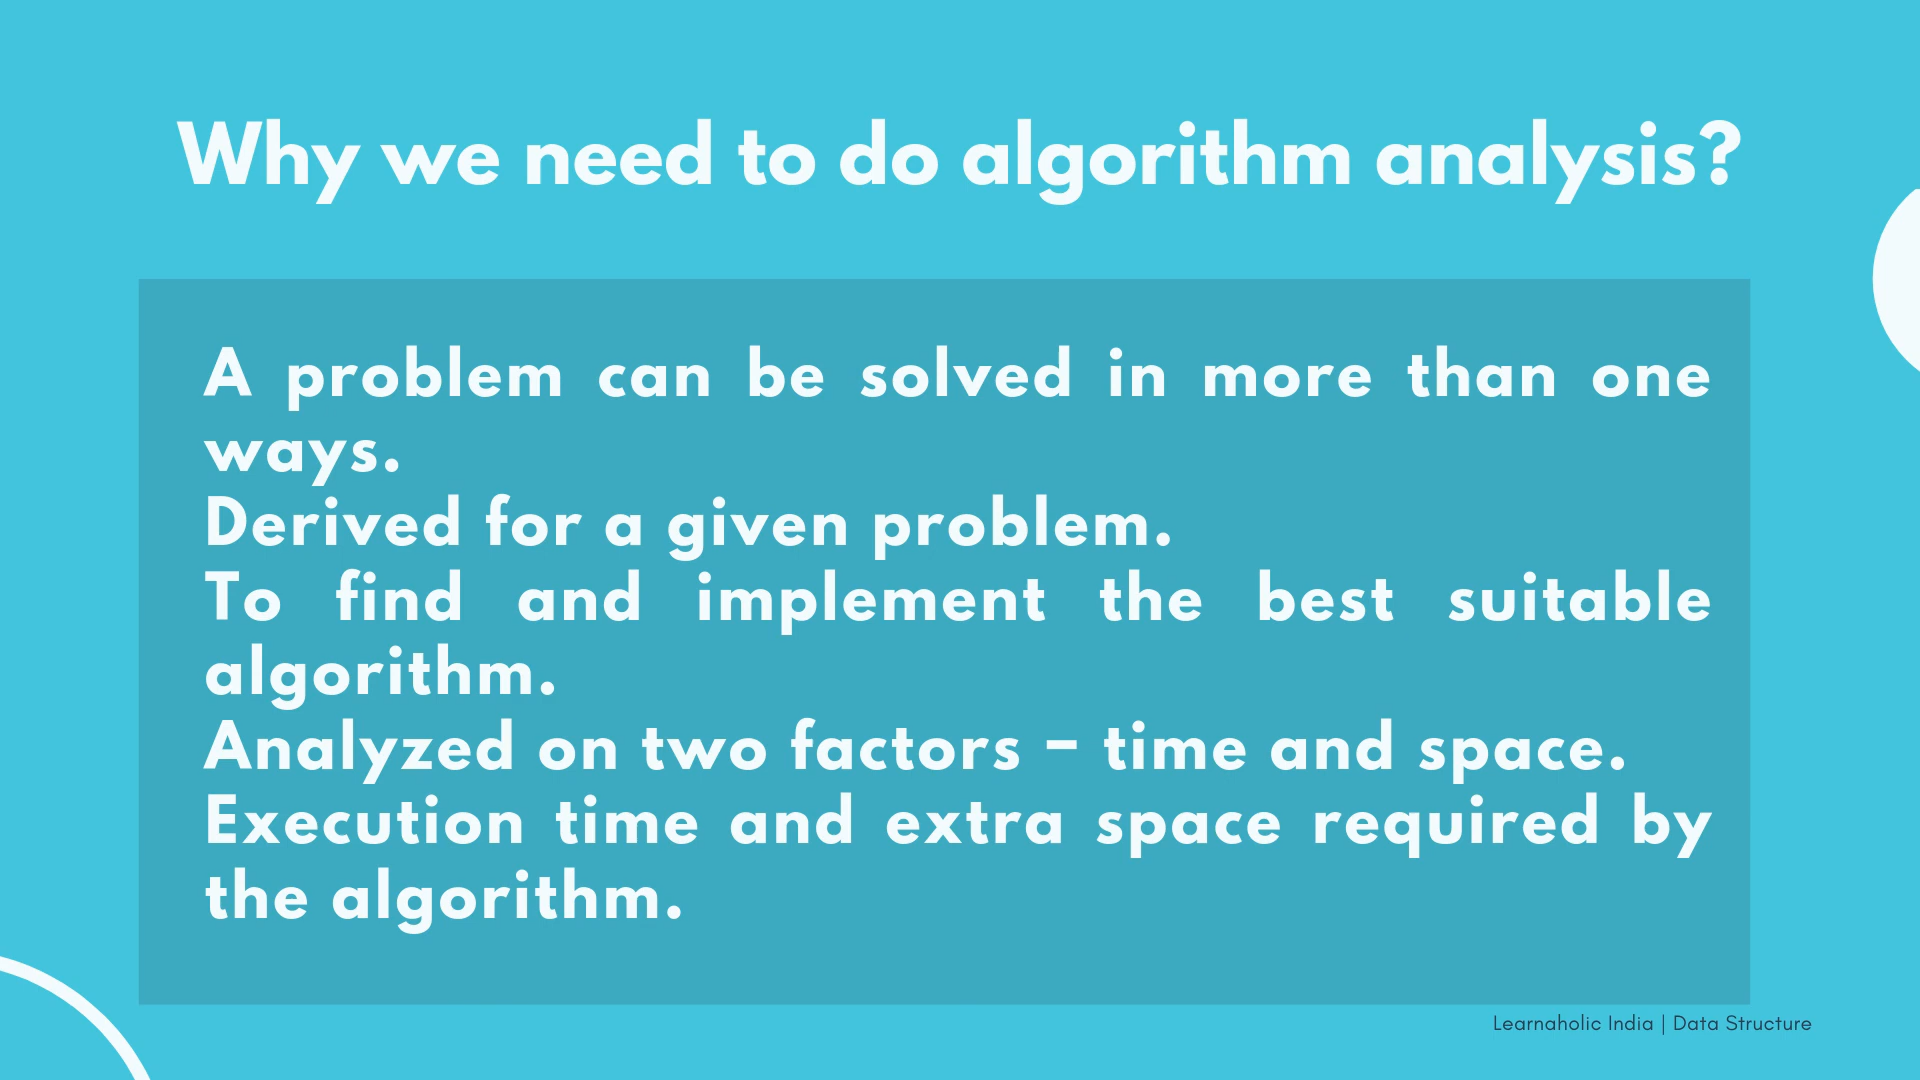 Why we need to do algorithm analysis?
A problem can be solved in more than one
ways.
Derived for a given problem.
To find and implement the best suitable
algorithm.
Analyzed on two factors – time and space.
Execution time and extra space required by
the algorithm.
Learnaholic India | Data Structure